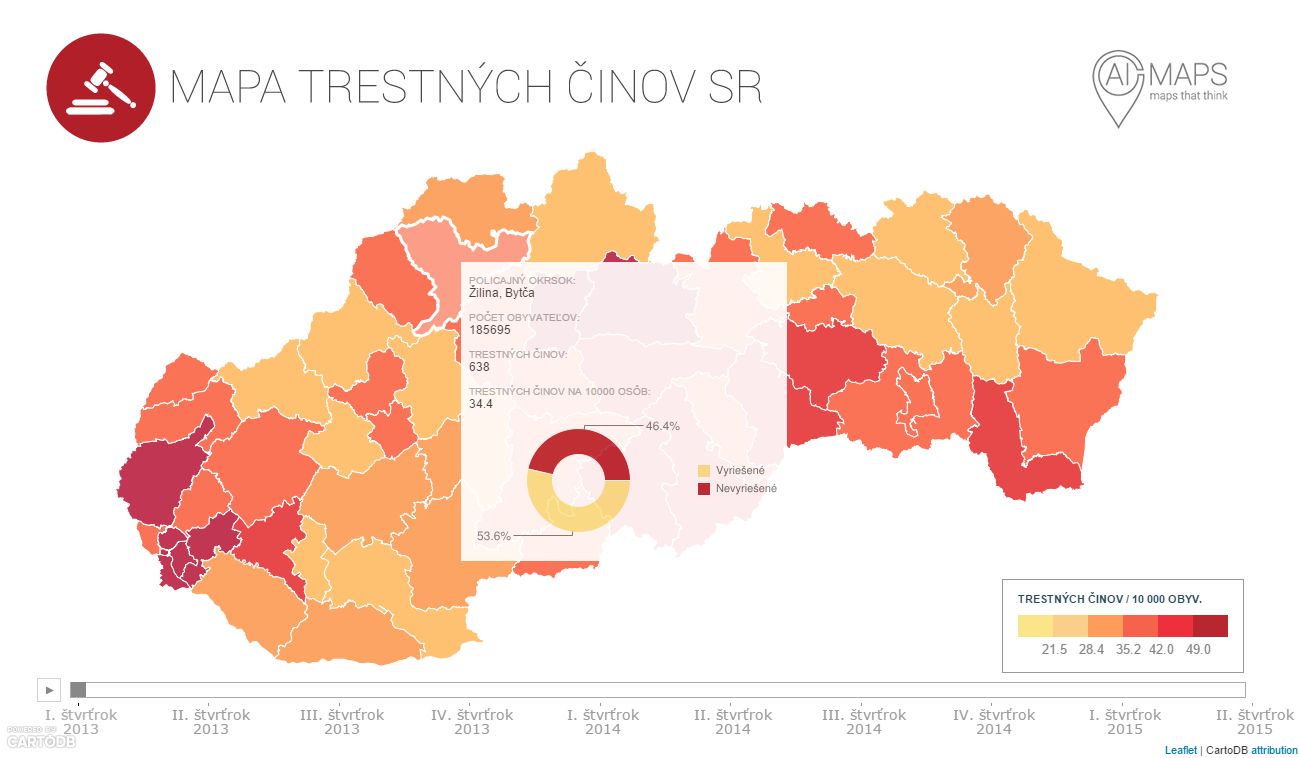 MAPA TRESTNÝCH ČINOV SR
AI MAPS
maps that think
POLICAJNÝ OKRSOK:
Žilina, Bytča
POČET OBYVATEĽOV:
185695
TRESTNÝCH ČINOV:
638
TRESTNÝCH ČINOV NA 10000 OSÔB:
34.4
46.4%
Vyriešené
Nevyriešené
53.6%
TRESTNÝCH ČINOV / 10 000 OBYV.
21.5 28.4 35.2 42.0 49.0
I. štvrťrok 2013
II. štvrťrok 2013
III. štvrťrok 2013
IV. štvrťrok 2013
I. štvrťrok 2014
II. štvrťrok 2014
III. štvrťrok 2014
IV. štvrťrok 2014
I. štvrťrok 2015
II. štvrťrok 2015
POWERED BY
CARTODB
Leaflet | CartoDB attribution